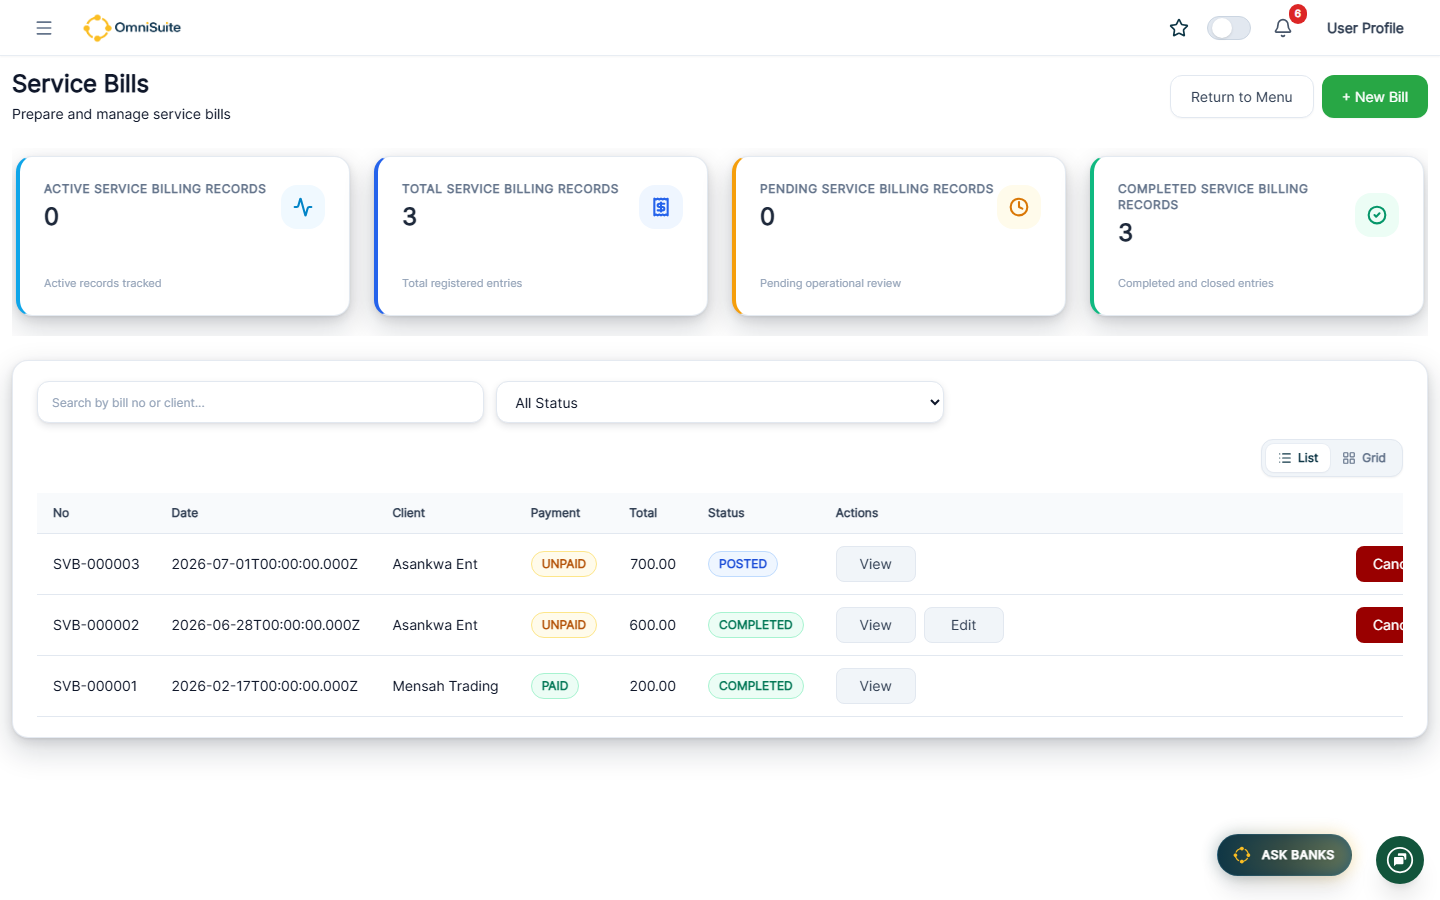 OmniSuite
6
User Profile
Service Bills
Prepare and manage service bills
Return to Menu
+ New Bill
ACTIVE SERVICE BILLING RECORDS
0
Active records tracked
TOTAL SERVICE BILLING RECORDS
3
Total registered entries
PENDING SERVICE BILLING RECORDS
0
Pending operational review
COMPLETED SERVICE BILLING
RECORDS
3
Completed and closed entries
Search by bill no or client...
All Status
List
Grid
No Date Client Payment Total Status Actions
SVB-000003 2026-07-01T00:00:00.000Z Asankwa Ent UNPAID 700.00 POSTED View Canc
SVB-000002 2026-06-28T00:00:00.000Z Asankwa Ent UNPAID 600.00 COMPLETED View Edit Canc
SVB-000001 2026-02-17T00:00:00.000Z Mensah Trading PAID 200.00 COMPLETED View
ASK BANKS